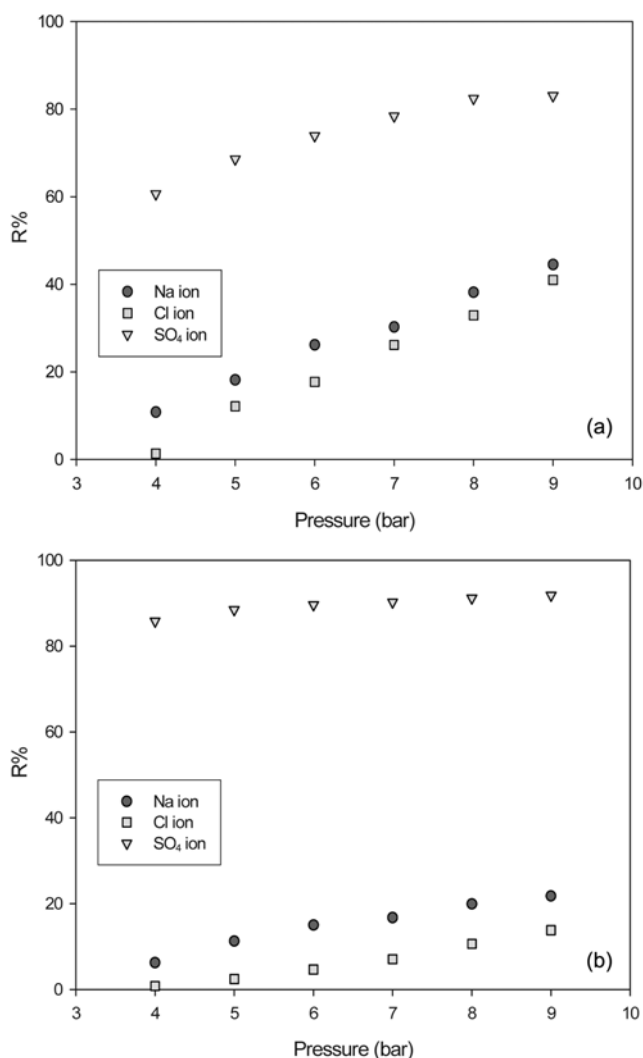 100
80
60
R%
40
Na ion
Cl ion
SO₄ ion
20
(a)
0
3 4 5 6 7 8 9 10
Pressure (bar)
100
80
60
R%
40
Na ion
Cl ion
SO₄ ion
20
(b)
0
3 4 5 6 7 8 9 10
Pressure (bar)